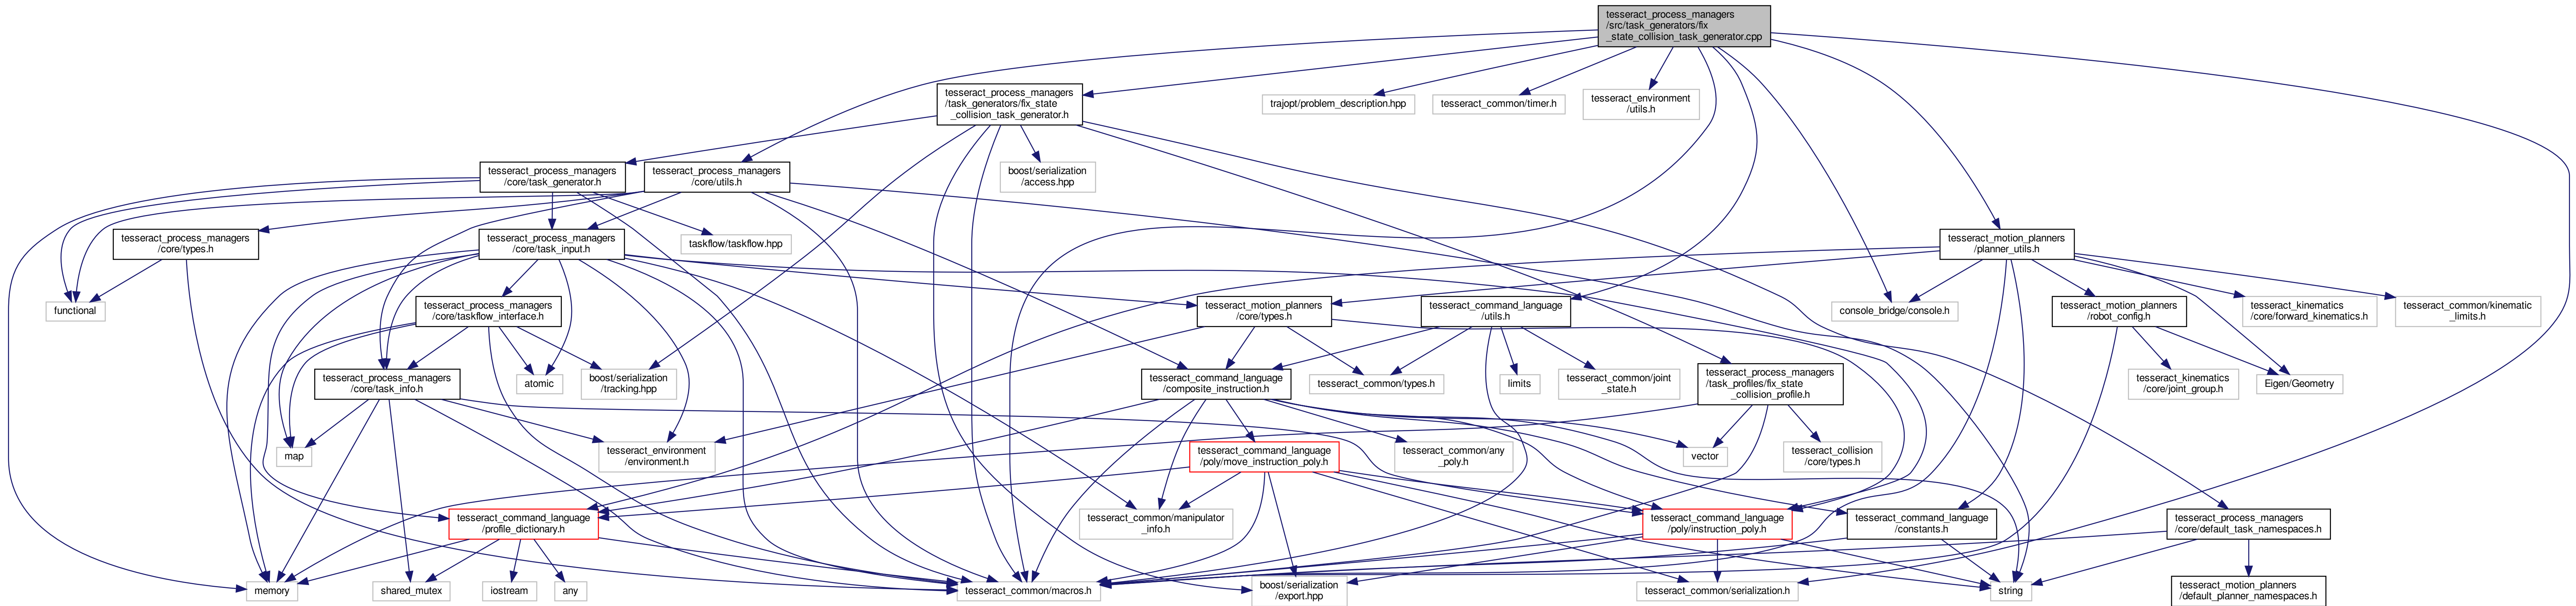 tesseract_process_managers
/src/task_generators/fix
_state_collision_task_generator.cpp
tesseract_process_managers
/task_generators/fix_state
_collision_task_generator.h
trajopt/problem_description.hpp
tesseract_common/timer.h
tesseract_environment
/utils.h
tesseract_process_managers
/core/task_generator.h
tesseract_process_managers
/core/utils.h
boost/serialization
/access.hpp
tesseract_process_managers
/core/types.h
tesseract_process_managers
/core/task_input.h
taskflow/taskflow.hpp
tesseract_motion_planners
/planner_utils.h
functional
tesseract_process_managers
/core/taskflow_interface.h
tesseract_motion_planners
/core/types.h
tesseract_command_language
/utils.h
console_bridge/console.h
tesseract_motion_planners
/robot_config.h
tesseract_kinematics
/core/forward_kinematics.h
tesseract_common/kinematic
_limits.h
tesseract_process_managers
/core/task_info.h
atomic
boost/serialization
/tracking.hpp
tesseract_command_language
/composite_instruction.h
tesseract_common/types.h
limits
tesseract_common/joint
_state.h
tesseract_process_managers
/task_profiles/fix_state
_collision_profile.h
tesseract_kinematics
/core/joint_group.h
Eigen/Geometry
map
tesseract_environment
/environment.h
tesseract_command_language
/poly/move_instruction_poly.h
tesseract_common/any
_poly.h
vector
tesseract_collision
/core/types.h
tesseract_command_language
/profile_dictionary.h
tesseract_common/manipulator
_info.h
tesseract_command_language
/poly/instruction_poly.h
tesseract_command_language
/constants.h
tesseract_process_managers
/core/default_task_namespaces.h
memory
shared_mutex
iostream
any
tesseract_common/macros.h
boost/serialization
/export.hpp
tesseract_common/serialization.h
string
tesseract_motion_planners
/default_planner_namespaces.h